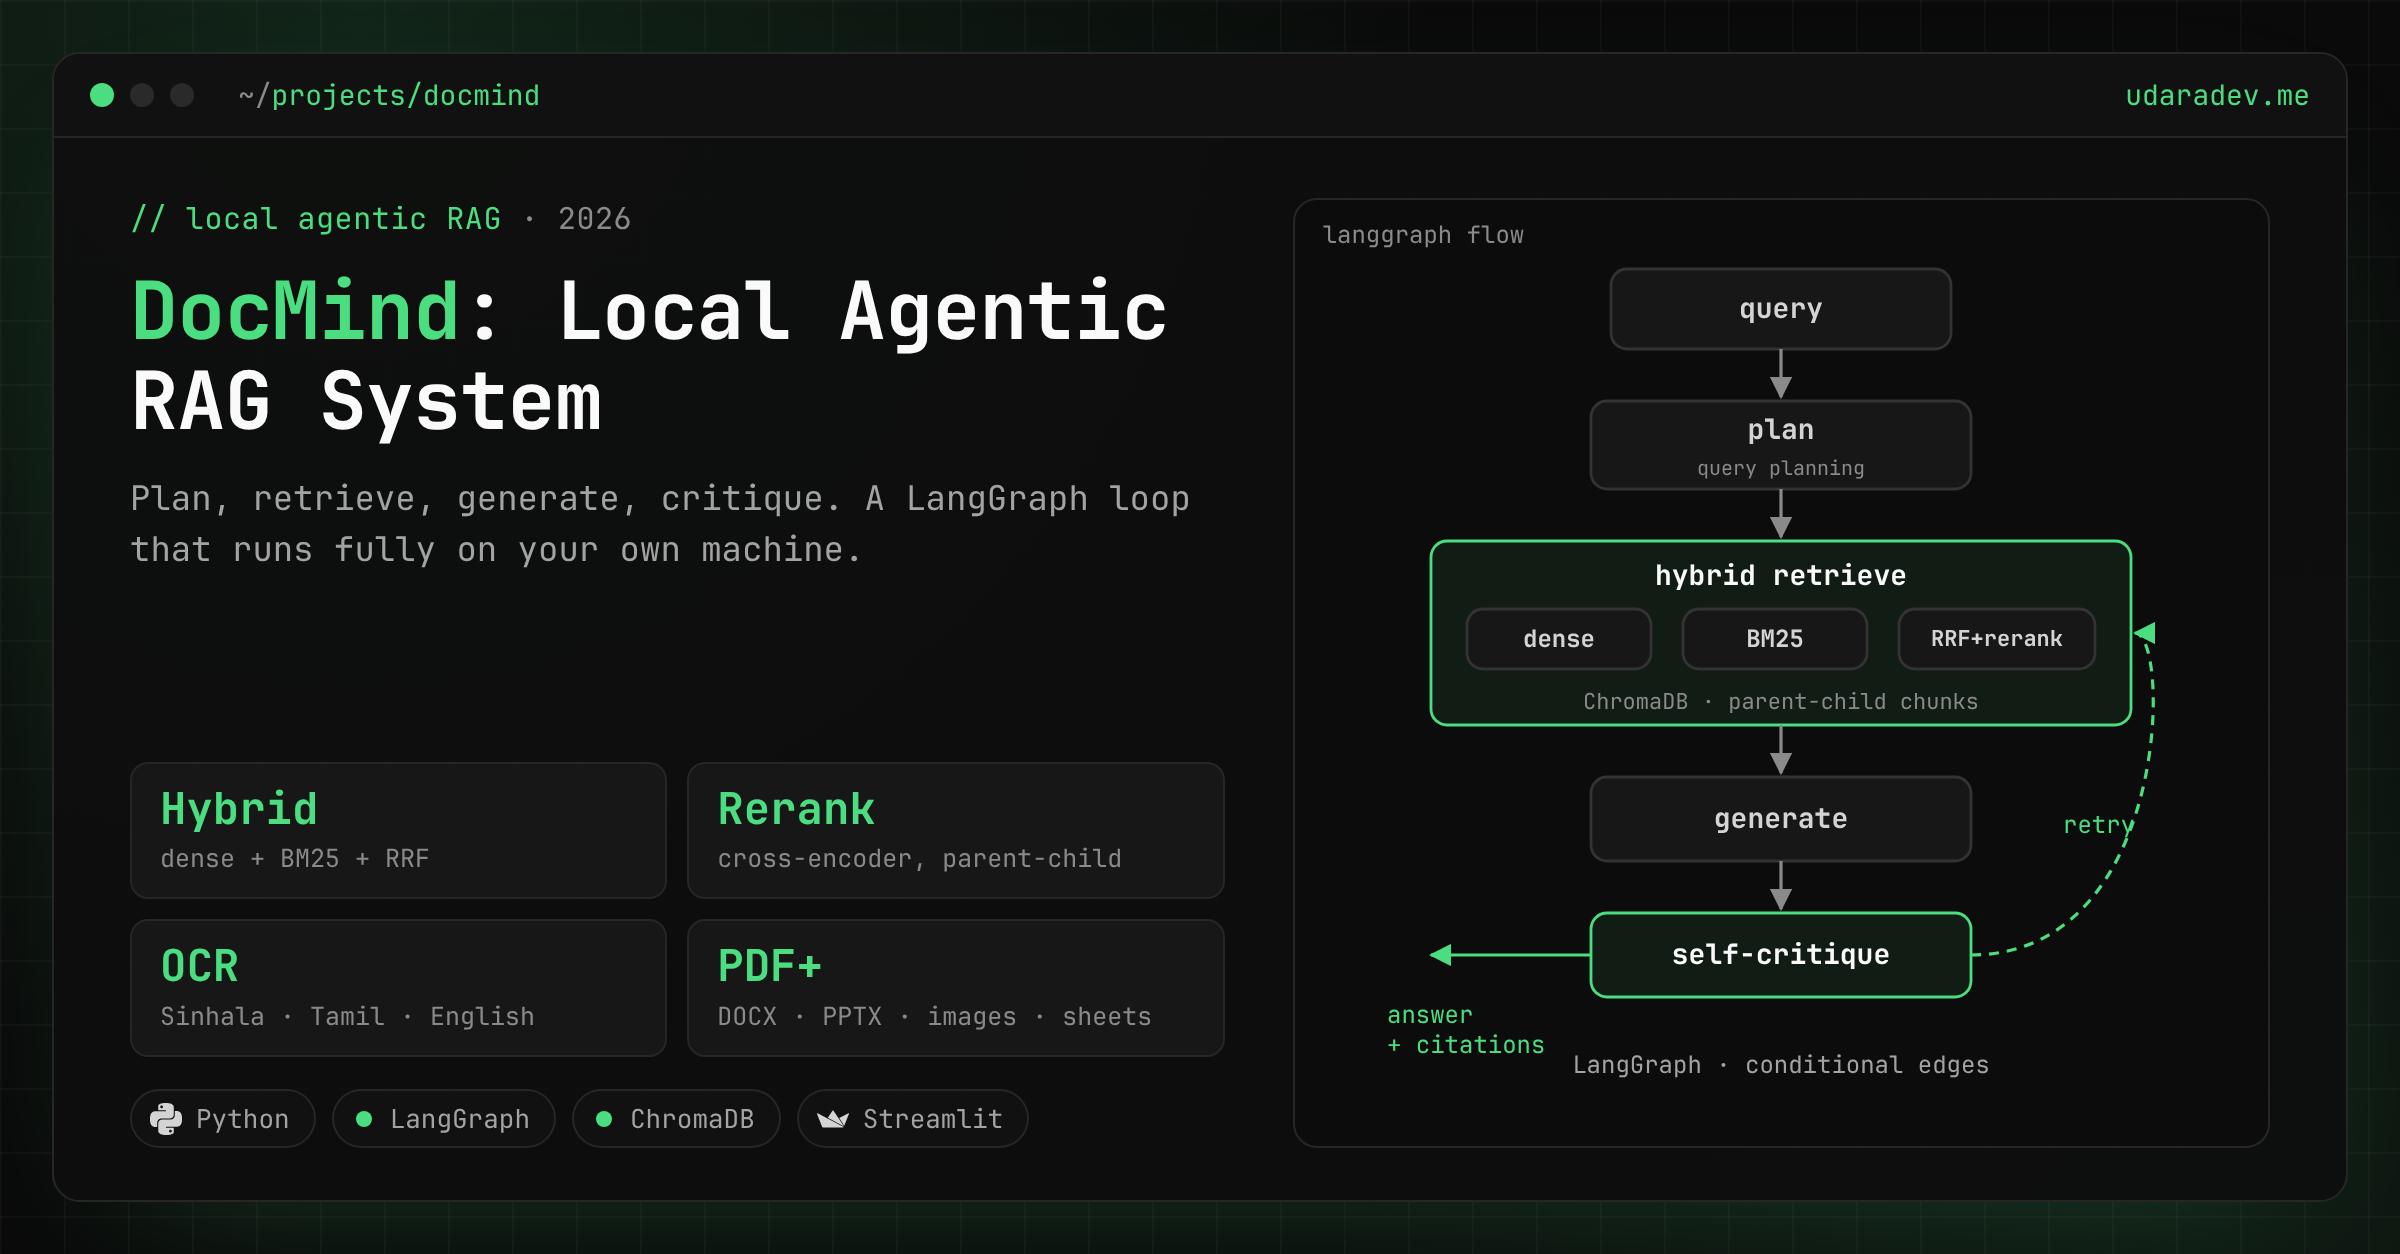 ~/projects/docmind
udaradev.me
// local agentic RAG · 2026
DocMind: Local Agentic
RAG System
Plan, retrieve, generate, critique. A LangGraph loop
that runs fully on your own machine.
Hybrid
dense + BM25 + RRF
Rerank
cross-encoder, parent-child
OCR
Sinhala · Tamil · English
PDF+
DOCX · PPTX · images · sheets
Python
LangGraph
ChromaDB
Streamlit
langgraph flow
query
plan
query planning
hybrid retrieve
dense
BM25
RRF+rerank
ChromaDB · parent-child chunks
generate
retry
self-critique
answer
+ citations
LangGraph · conditional edges